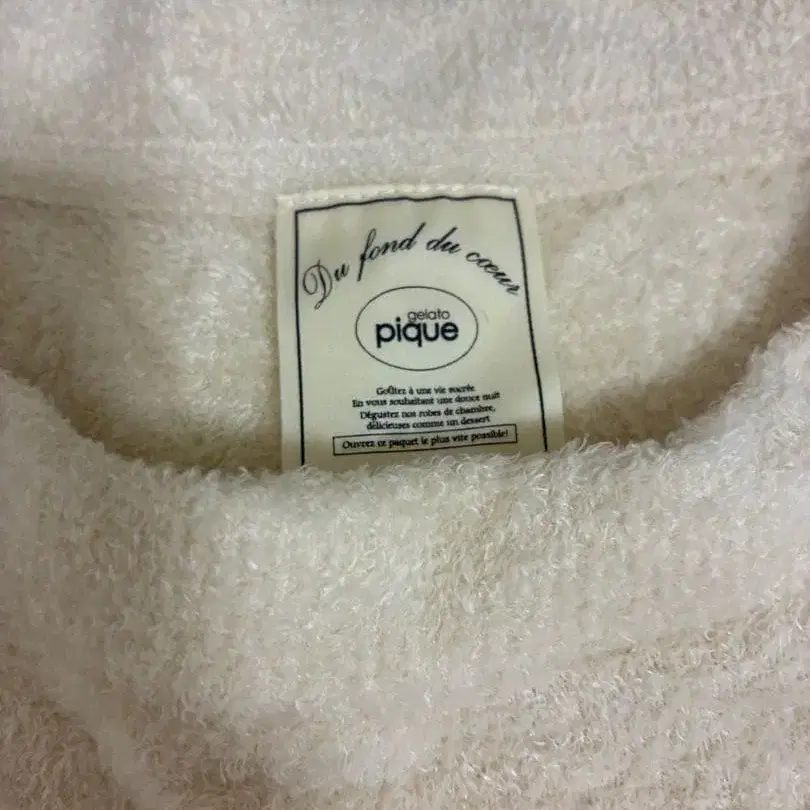 Du fond du cœur
gelato
pique
Goûtez à une vie sucrée
En vous souhaitant une douce nuit
Dégustez nos robes de chambre,
délicieuses comme un dessert
Ouvrez ce paquet le plus vite possible!